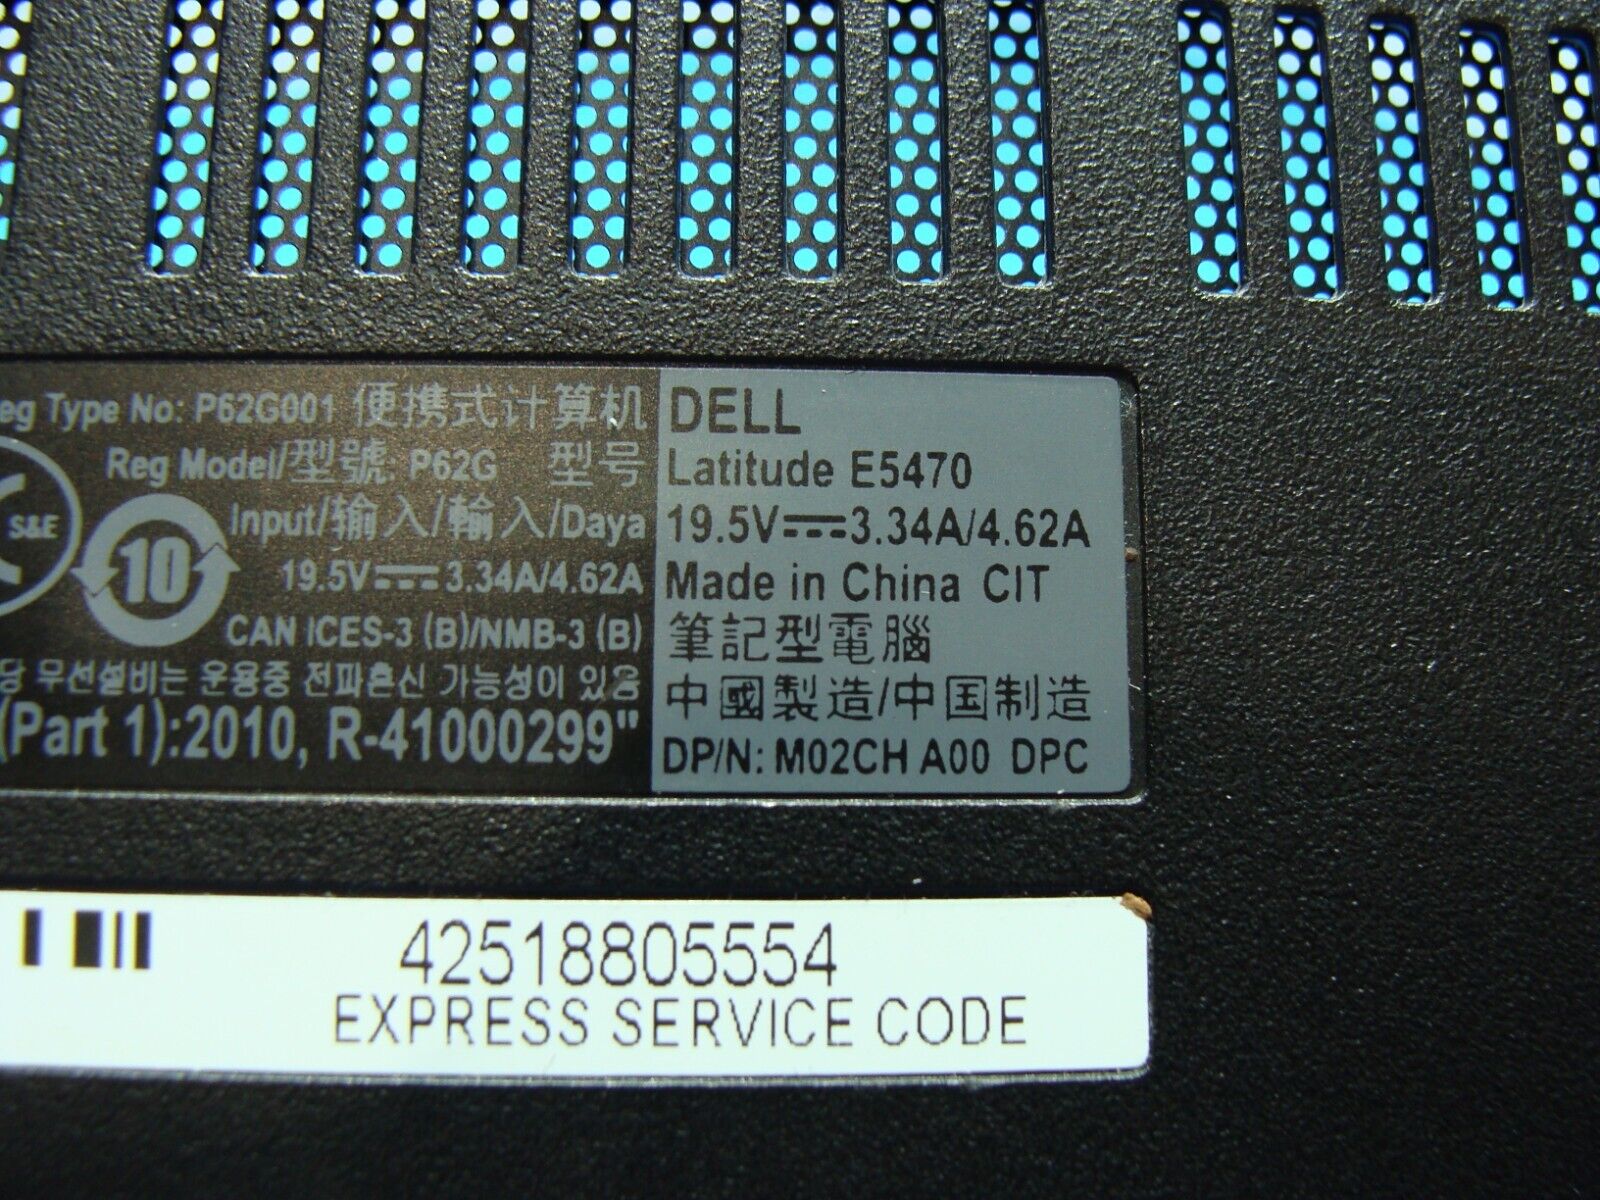 eg Type No: P62G001 便携式计算机
Reg Model/型號 P62G 型号
S&E
10
Input/输入/輸入/Daya
19.5V⎓3.34A/4.62A
CAN ICES-3 (B)/NMB-3 (B)
당 무선설비는 운용중 전파혼신 가능성이 있음
(Part 1):2010, R-41000299"
DELL
Latitude E5470
19.5V⎓3.34A/4.62A
Made in China CIT
筆記型電腦
中國製造/中国制造
DP/N: M02CH A00 DPC
42518805554
EXPRESS SERVICE CODE